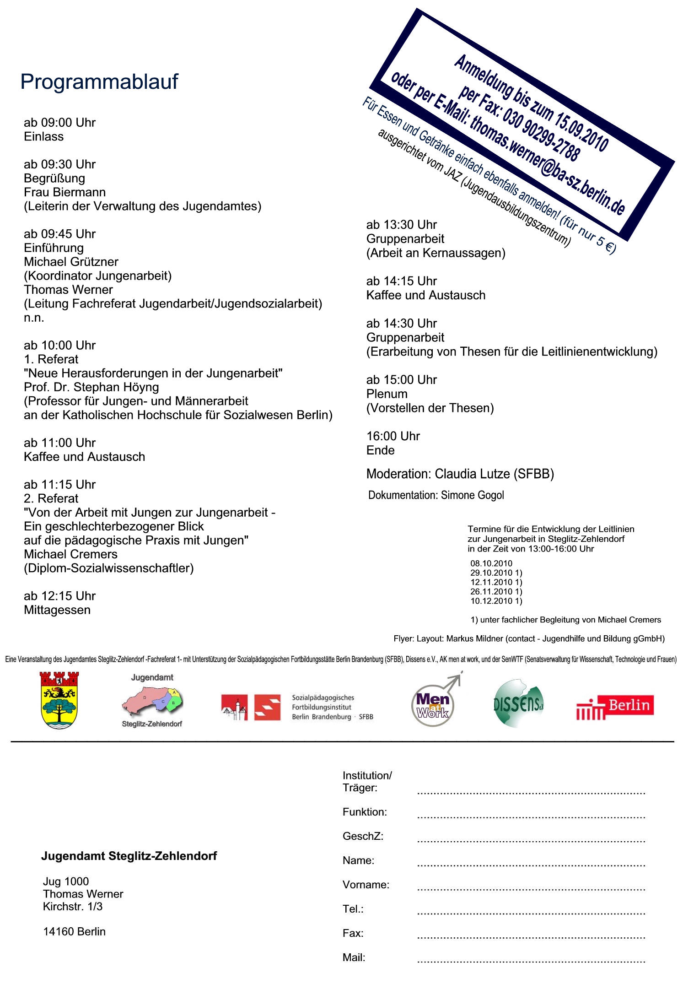 Programmablauf
ab 09:00 Uhr
Einlass
ab 09:30 Uhr
Begrüßung
Frau Biermann
(Leiterin der Verwaltung des Jugendamtes)
ab 09:45 Uhr
Einführung
Michael Grützner
(Koordinator Jungenarbeit)
Thomas Werner
(Leitung Fachreferat Jugendarbeit/Jugendsozialarbeit)
n.n.
ab 10:00 Uhr
1. Referat
"Neue Herausforderungen in der Jungenarbeit"
Prof. Dr. Stephan Höyng
(Professor für Jungen- und Männerarbeit
an der Katholischen Hochschule für Sozialwesen Berlin)
ab 11:00 Uhr
Kaffee und Austausch
ab 11:15 Uhr
2. Referat
"Von der Arbeit mit Jungen zur Jungenarbeit -
Ein geschlechterbezogener Blick
auf die pädagogische Praxis mit Jungen"
Michael Cremers
(Diplom-Sozialwissenschaftler)
ab 12:15 Uhr
Mittagessen
Anmeldung bis zum 15.09.2010
per Fax: 030 90299-2788
oder per E-Mail: thomas.werner@ba-sz.berlin.de
Für Essen und Getränke einfach ebenfalls anmelden! (für nur 5 €)
ausgerichtet vom JAZ (Jugendausbildungszentrum)
ab 13:30 Uhr
Gruppenarbeit
(Arbeit an Kernaussagen)
ab 14:15 Uhr
Kaffee und Austausch
ab 14:30 Uhr
Gruppenarbeit
(Erarbeitung von Thesen für die Leitlinienentwicklung)
ab 15:00 Uhr
Plenum
(Vorstellen der Thesen)
16:00 Uhr
Ende
Moderation: Claudia Lutze (SFBB)
Dokumentation: Simone Gogol
Termine für die Entwicklung der Leitlinien
zur Jungenarbeit in Steglitz-Zehlendorf
in der Zeit von 13:00-16:00 Uhr
08.10.2010
29.10.2010 1)
12.11.2010 1)
26.11.2010 1)
10.12.2010 1)
1) unter fachlicher Begleitung von Michael Cremers
Flyer: Layout: Markus Mildner (contact - Jugendhilfe und Bildung gGmbH)
Eine Veranstaltung des Jugendamtes Steglitz-Zehlendorf -Fachreferat 1- mit Unterstützung der Sozialpädagogischen Fortbildungsstätte Berlin Brandenburg (SFBB), Dissens e.V., AK men at work, und der SenWTF (Senatsverwaltung für Wissenschaft, Technologie und Frauen)
Jugendamt
D
A
C
B
Steglitz-Zehlendorf
Sozialpädagogisches
Fortbildungsinstitut
Berlin Brandenburg · SFBB
Men
at
Work
DISSENS e.V.
Berlin
Jugendamt Steglitz-Zehlendorf
Jug 1000
Thomas Werner
Kirchstr. 1/3
14160 Berlin
Institution/
Träger: ......................................................................
Funktion: ......................................................................
GeschZ: ......................................................................
Name: ......................................................................
Vorname: ......................................................................
Tel.: ......................................................................
Fax: ......................................................................
Mail: ......................................................................